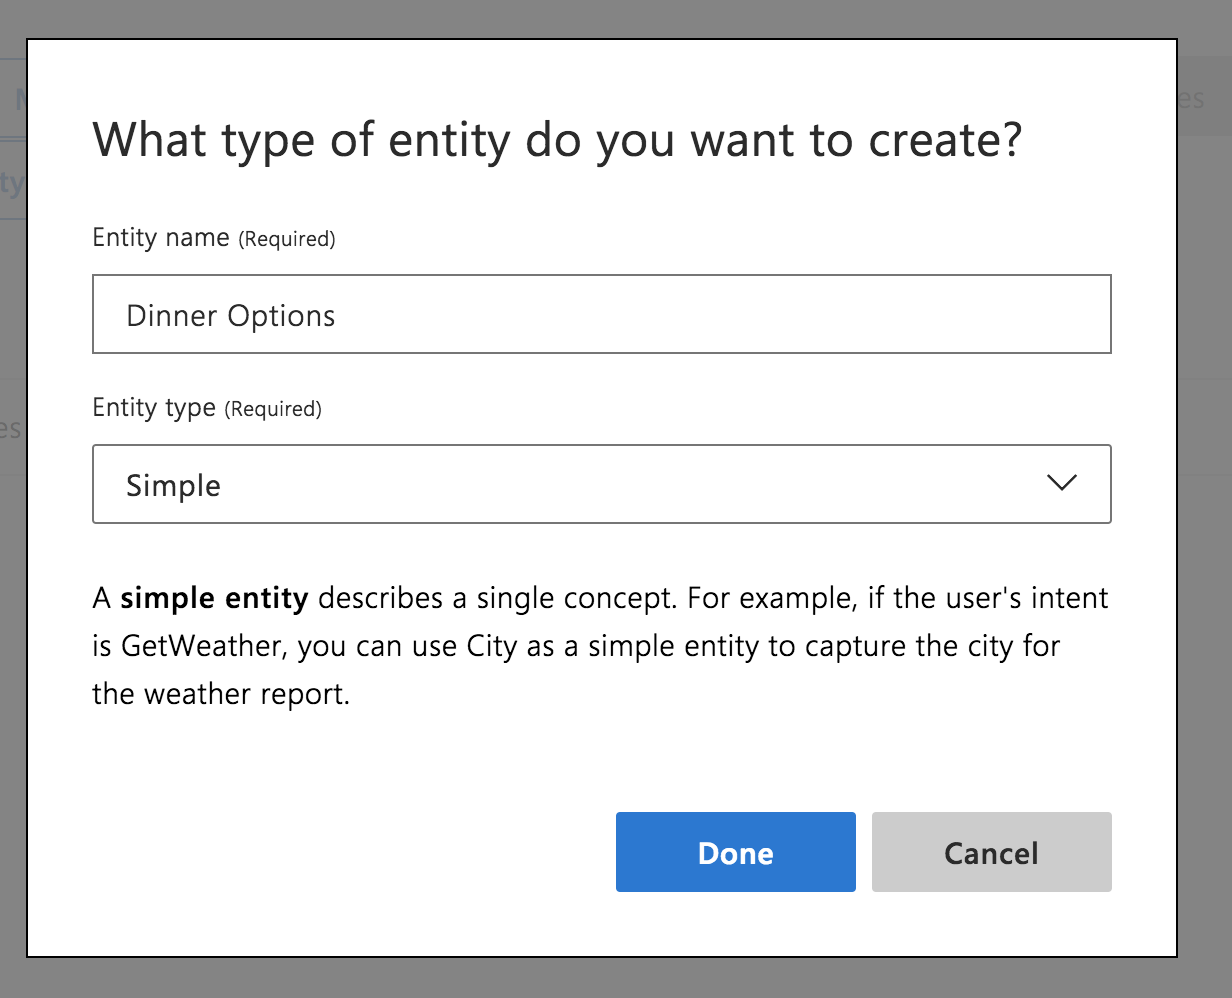 What type of entity do you want to create?
Entity name (Required)
Dinner Options
Entity type (Required)
Simple
A simple entity describes a single concept. For example, if the user's intent
is GetWeather, you can use City as a simple entity to capture the city for
the weather report.
Done Cancel